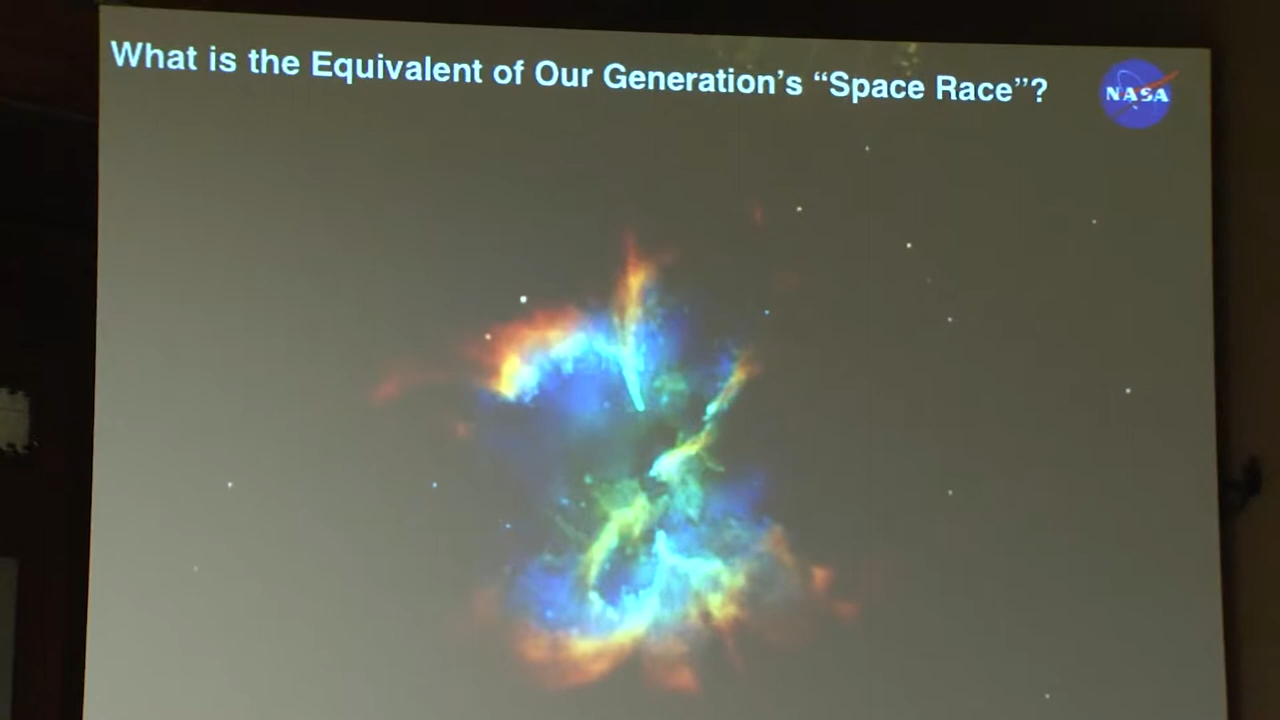 What is the Equivalent of Our Generation’s “Space Race”?
NASA